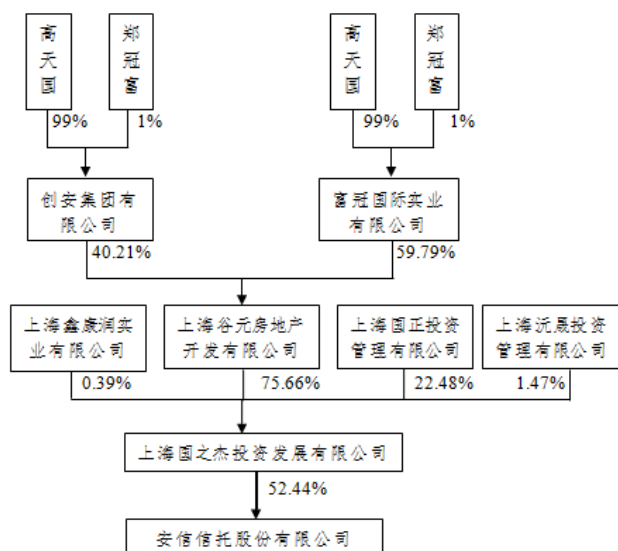 高天国
郑冠富
高天国
郑冠富
99%
1%
99%
1%
创安集团有
限公司
富冠国际实业
有限公司
40.21%
59.79%
上海鑫康润实
业有限公司
上海谷元房地产
开发有限公司
上海国正投资
管理有限公司
上海沅晟投资
管理有限公司
0.39%
75.66%
22.48%
1.47%
上海国之杰投资发展有限公司
52.44%
安信信托股份有限公司